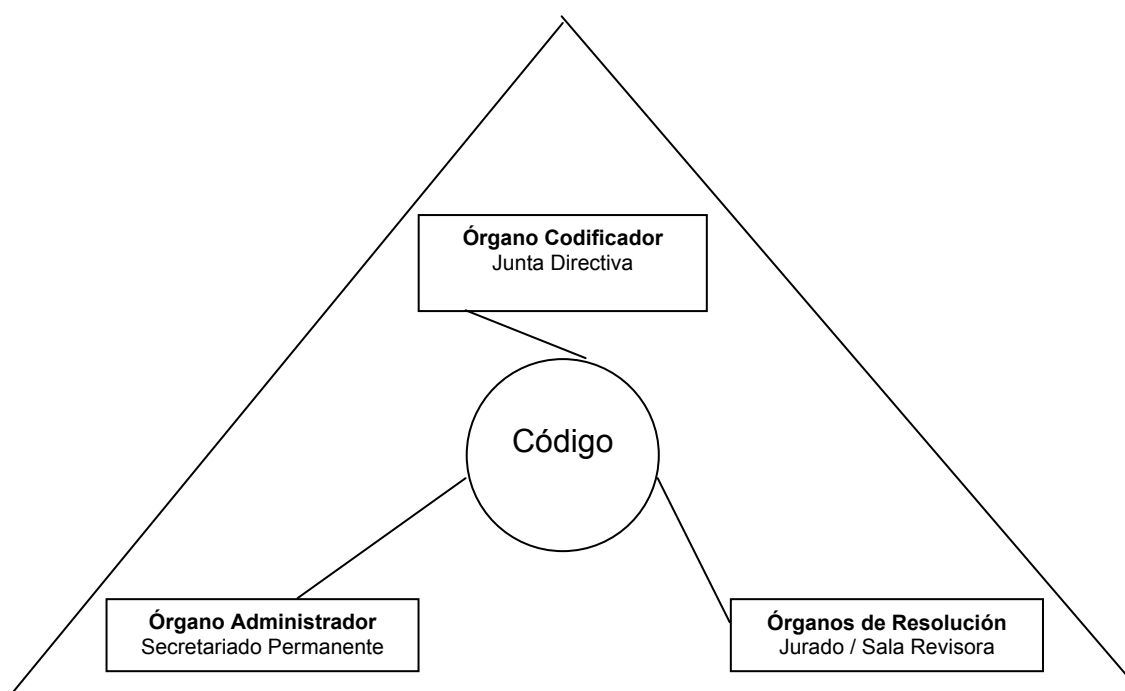 Órgano Codificador
Junta Directiva
Código
Órgano Administrador
Secretariado Permanente
Órganos de Resolución
Jurado / Sala Revisora